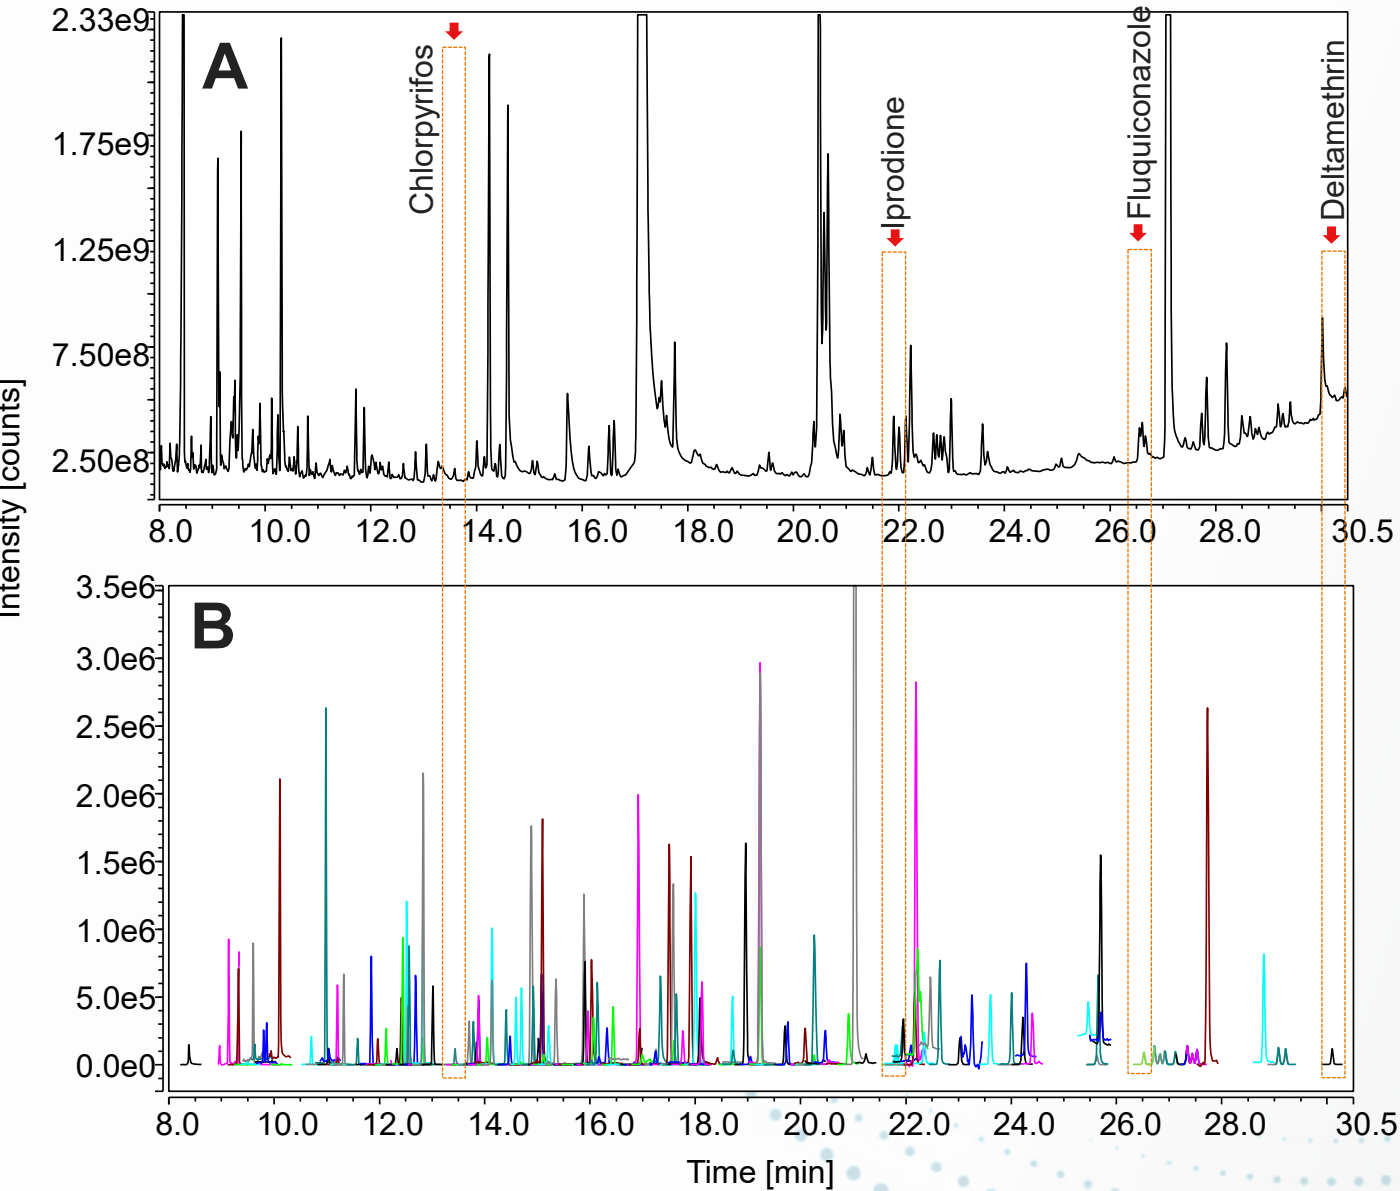 A
2.33e9
1.75e9
1.25e9
7.50e8
2.50e8
Chlorpyrifos
Iprodione
Fluquiconazole
Deltamethrin
8.0 10.0 12.0 14.0 16.0 18.0 20.0 22.0 24.0 26.0 28.0 30.5
Intensity [counts]
B
3.5e6
3.0e6
2.5e6
2.0e6
1.5e6
1.0e6
5.0e5
0.0e0
8.0 10.0 12.0 14.0 16.0 18.0 20.0 22.0 24.0 26.0 28.0 30.5
Time [min]